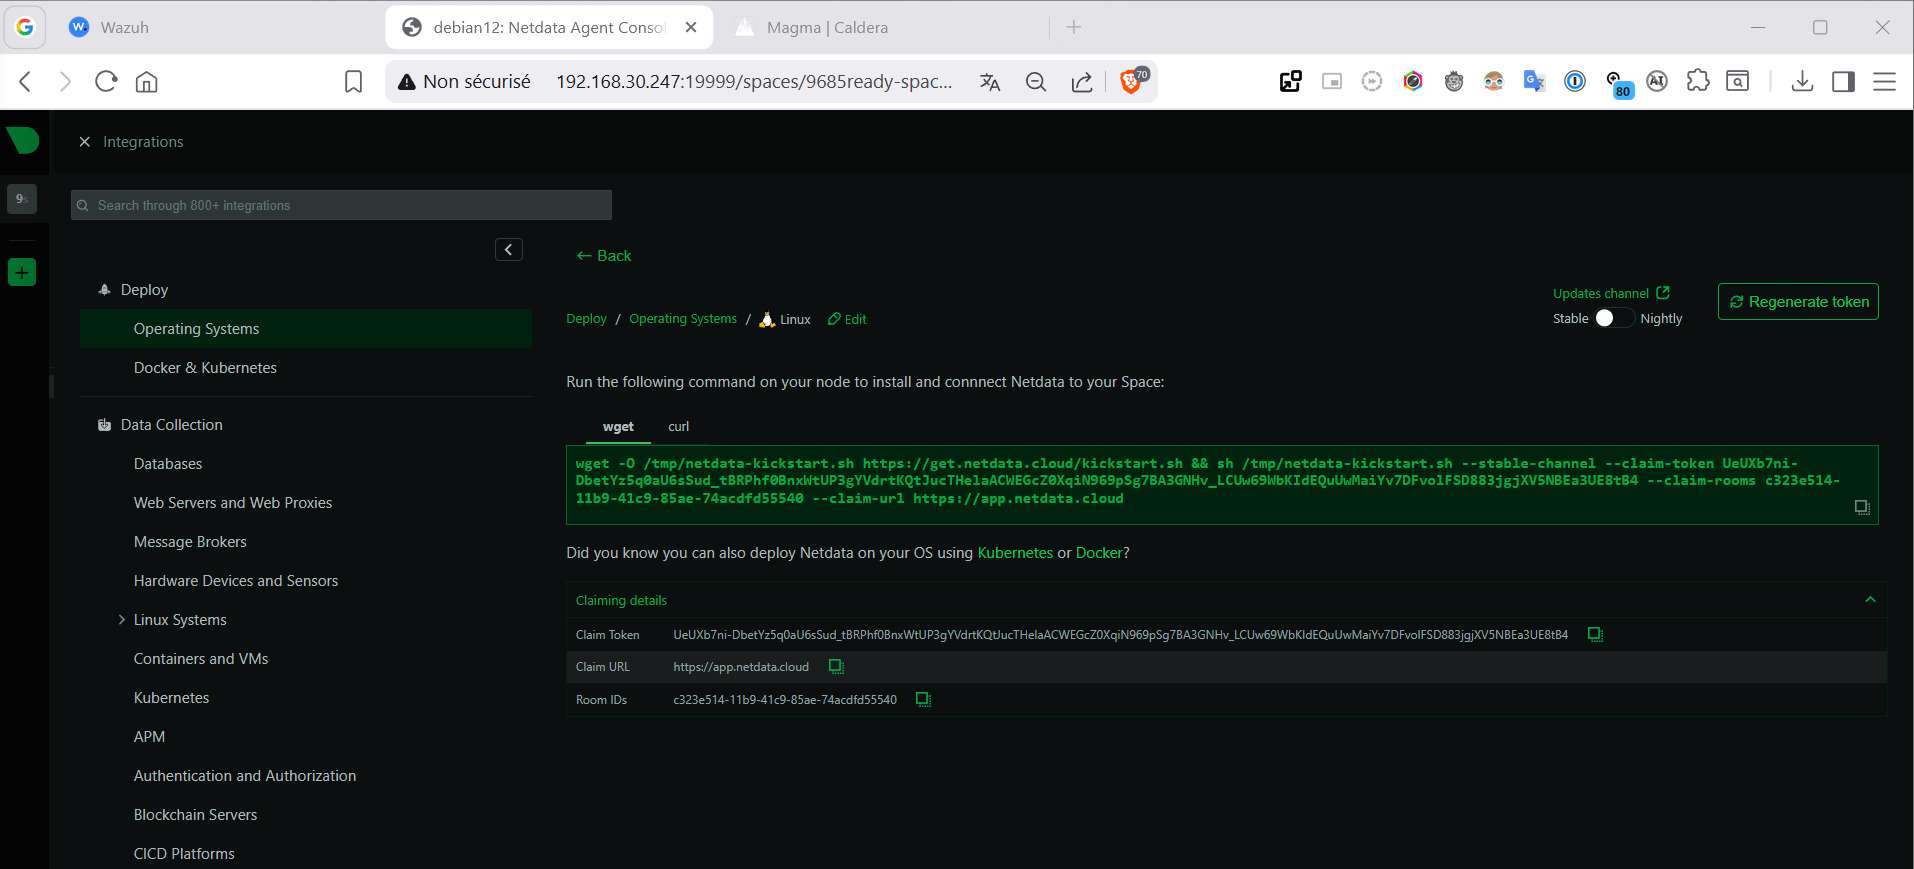 Wazuh
debian12: Netdata Agent Consol
Magma | Caldera
Non sécurisé
192.168.30.247:19999/spaces/9685ready-spac...
70
80
Integrations
9s
Search through 800+ integrations
Back
Deploy
Operating Systems
Docker & Kubernetes
Data Collection
Databases
Web Servers and Web Proxies
Message Brokers
Hardware Devices and Sensors
Linux Systems
Containers and VMs
Kubernetes
APM
Authentication and Authorization
Blockchain Servers
CICD Platforms
Deploy / Operating Systems / Linux Edit
Updates channel
Stable Nightly
Regenerate token
Run the following command on your node to install and connnect Netdata to your Space:
wget curl
wget -O /tmp/netdata-kickstart.sh https://get.netdata.cloud/kickstart.sh && sh /tmp/netdata-kickstart.sh --stable-channel --claim-token UeUXb7ni-
DbetYz5q0aU6sSud_tBRPhf0BnxWtUP3gYVdrtKQtJucTHelaACWEGcZ0XqiN969pSg7BA3GNHv_LCUw69WbKIdEQuUwMaiYv7DFvolFSD883jgjXV5NBEa3UE8tB4 --claim-rooms c323e514-
11b9-41c9-85ae-74acdfd55540 --claim-url https://app.netdata.cloud
Did you know you can also deploy Netdata on your OS using Kubernetes or Docker?
Claiming details
Claim Token UeUXb7ni-DbetYz5q0aU6sSud_tBRPhf0BnxWtUP3gYVdrtKQtJucTHelaACWEGcZ0XqiN969pSg7BA3GNHv_LCUw69WbKIdEQuUwMaiYv7DFvolFSD883jgjXV5NBEa3UE8tB4
Claim URL https://app.netdata.cloud
Room IDs c323e514-11b9-41c9-85ae-74acdfd55540